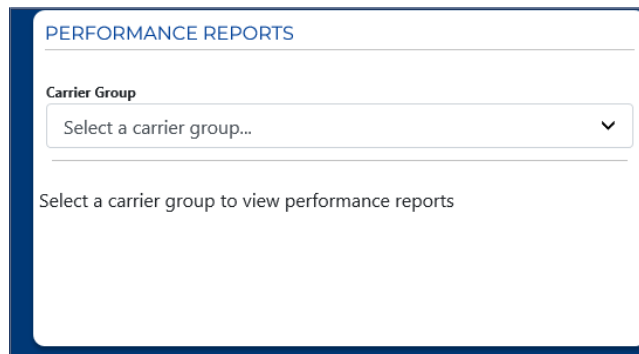 PERFORMANCE REPORTS
Carrier Group
Select a carrier group...
Select a carrier group to view performance reports